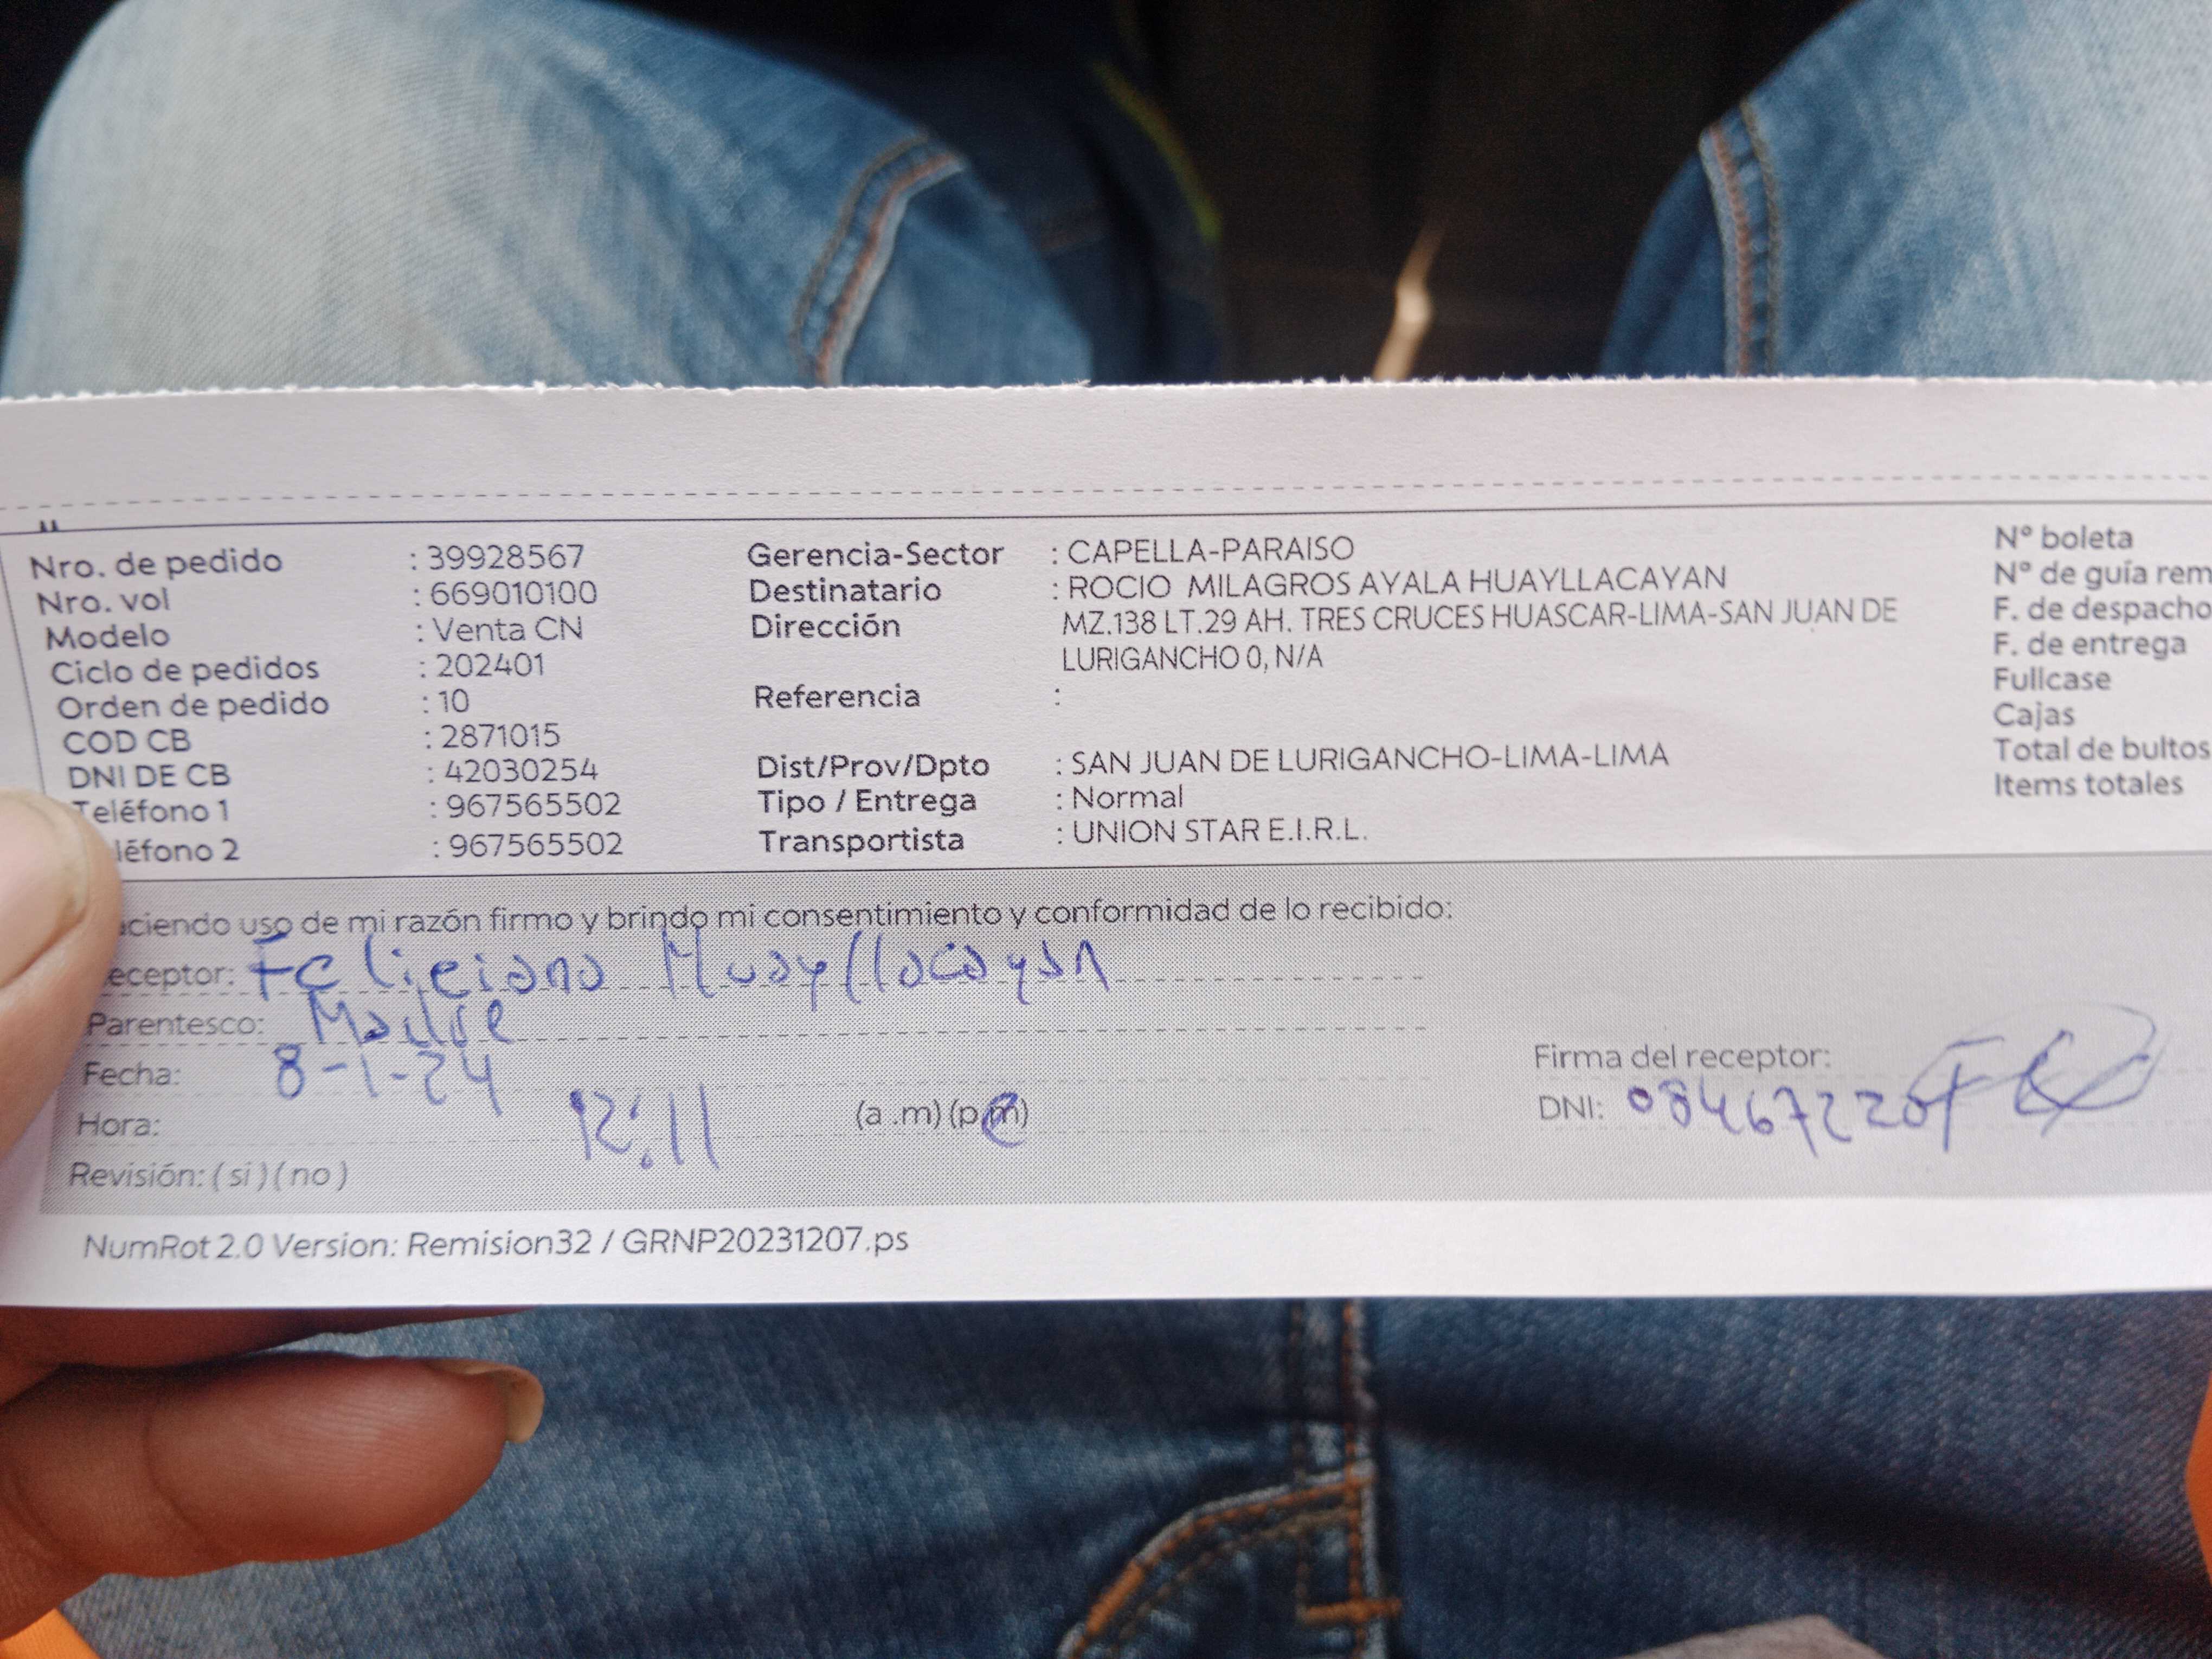 Nro. de pedido : 39928567
Nro. vol : 669010100
Modelo : Venta CN
Ciclo de pedidos : 202401
Orden de pedido : 10
COD CB : 2871015
DNI DE CB : 42030254
Teléfono 1 : 967565502
léfono 2 : 967565502
Gerencia-Sector : CAPELLA-PARAISO
Destinatario : ROCIO MILAGROS AYALA HUAYLLACAYAN
Dirección MZ.138 LT.29 AH. TRES CRUCES HUASCAR-LIMA-SAN JUAN DE
LURIGANCHO 0, N/A
Referencia :
Dist/Prov/Dpto : SAN JUAN DE LURIGANCHO-LIMA-LIMA
Tipo / Entrega : Normal
Transportista : UNION STAR E.I.R.L.
N° boleta
N° de guía rem
F. de despacho
F. de entrega
Fullcase
Cajas
Total de bultos
Items totales
aciendo uso de mi razón firmo y brindo mi consentimiento y conformidad de lo recibido:
eceptor: Feliciana Huayllacayan
Parentesco: Madre
Fecha: 8-1-24
Hora: 12:11 (a .m) (p.m)
Revisión: ( si ) ( no )
Firma del receptor:
DNI:
NumRot 2.0 Version: Remision32 / GRNP20231207.ps